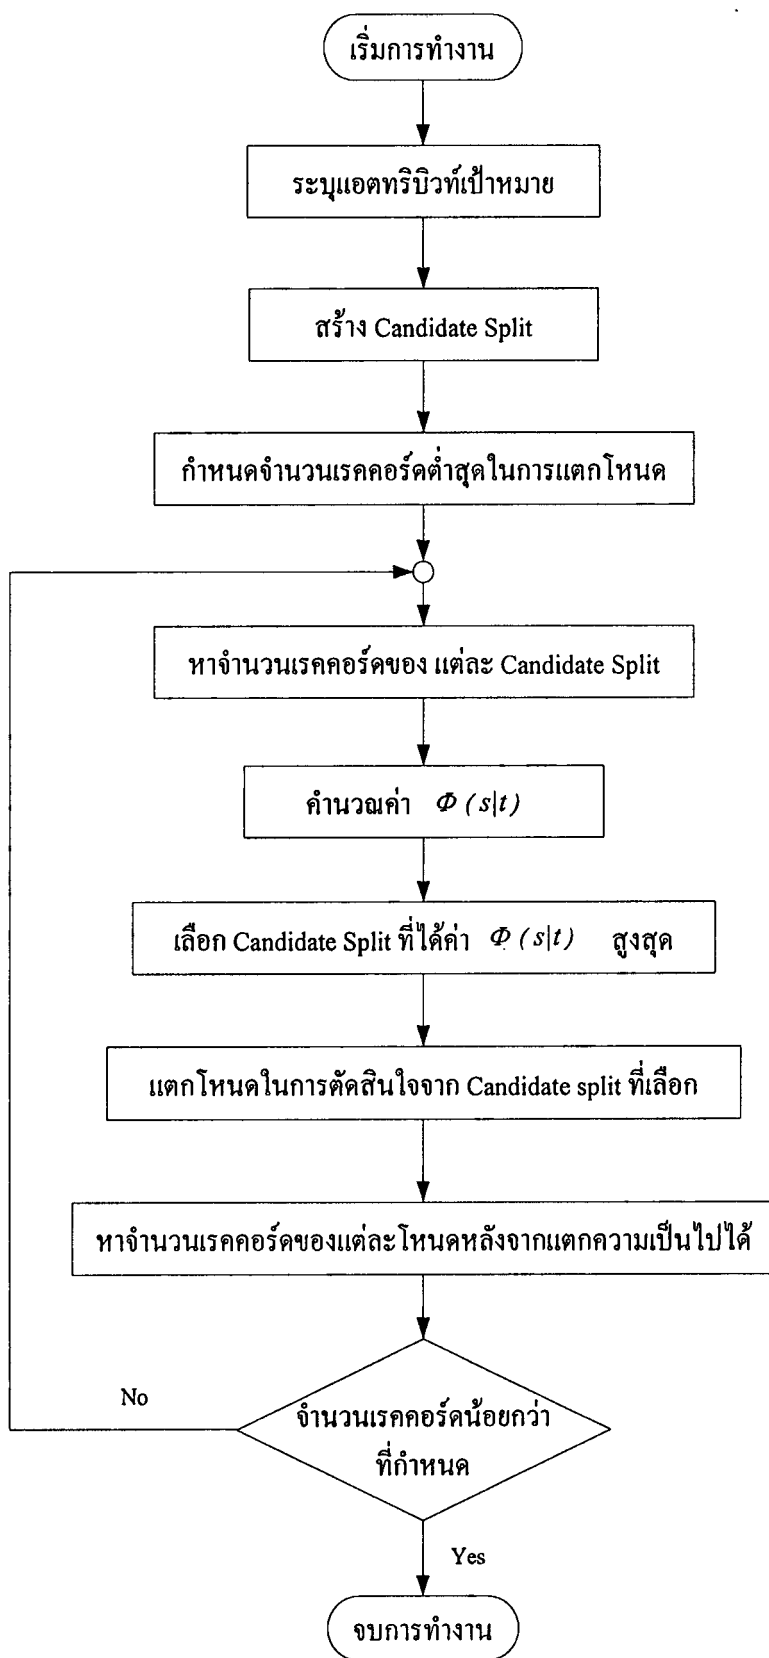 เริ่มการทำงาน
ระบุแอตทริบิวท์เป้าหมาย
สร้าง Candidate Split
กำหนดจำนวนเรคคอร์ดต่ำสุดในการแตกโหนด
หาจำนวนเรคคอร์ดของ แต่ละ Candidate Split
คำนวณค่า Φ (s|t)
เลือก Candidate Split ที่ได้ค่า Φ (s|t) สูงสุด
แตกโหนดในการตัดสินใจจาก Candidate split ที่เลือก
หาจำนวนเรคคอร์ดของแต่ละโหนดหลังจากแตกความเป็นไปได้
No
จำนวนเรคคอร์ดน้อยกว่า
ที่กำหนด
Yes
จบการทำงาน